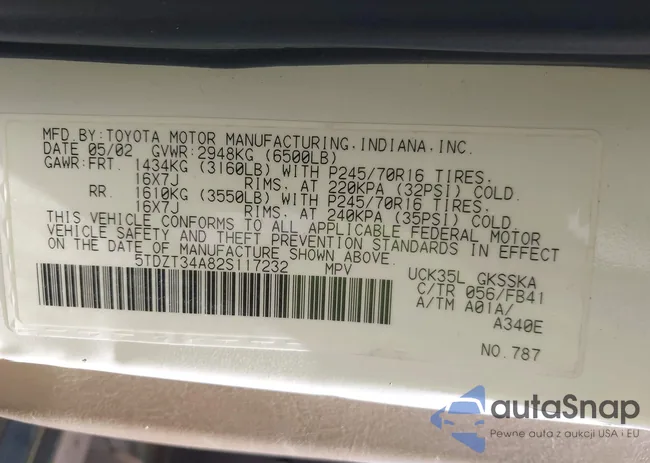 MFD.BY:TOYOTA MOTOR MANUFACTURING,INDIANA,INC.
DATE 05/02 GVWR:2948KG (6500LB)
GAWR:FRT. 1434KG (3160LB) WITH P245/70R16 TIRES.
16X7J RIMS. AT 220KPA (32PSI) COLD.
RR. 1610KG (3550LB) WITH P245/70R16 TIRES.
16X7J RIMS. AT 240KPA (35PSI) COLD.
THIS VEHICLE CONFORMS TO ALL APPLICABLE FEDERAL MOTOR
VEHICLE SAFETY AND THEFT PREVENTION STANDARDS IN EFFECT
ON THE DATE OF MANUFACTURE SHOWN ABOVE.
5TDZT34A82S117232 MPV
UCK35L GKSSKA
C/TR 056/FB41
A/TM A01A/
A340E
NO.787
autaSnap
Pewne auta z aukcji USA i EU